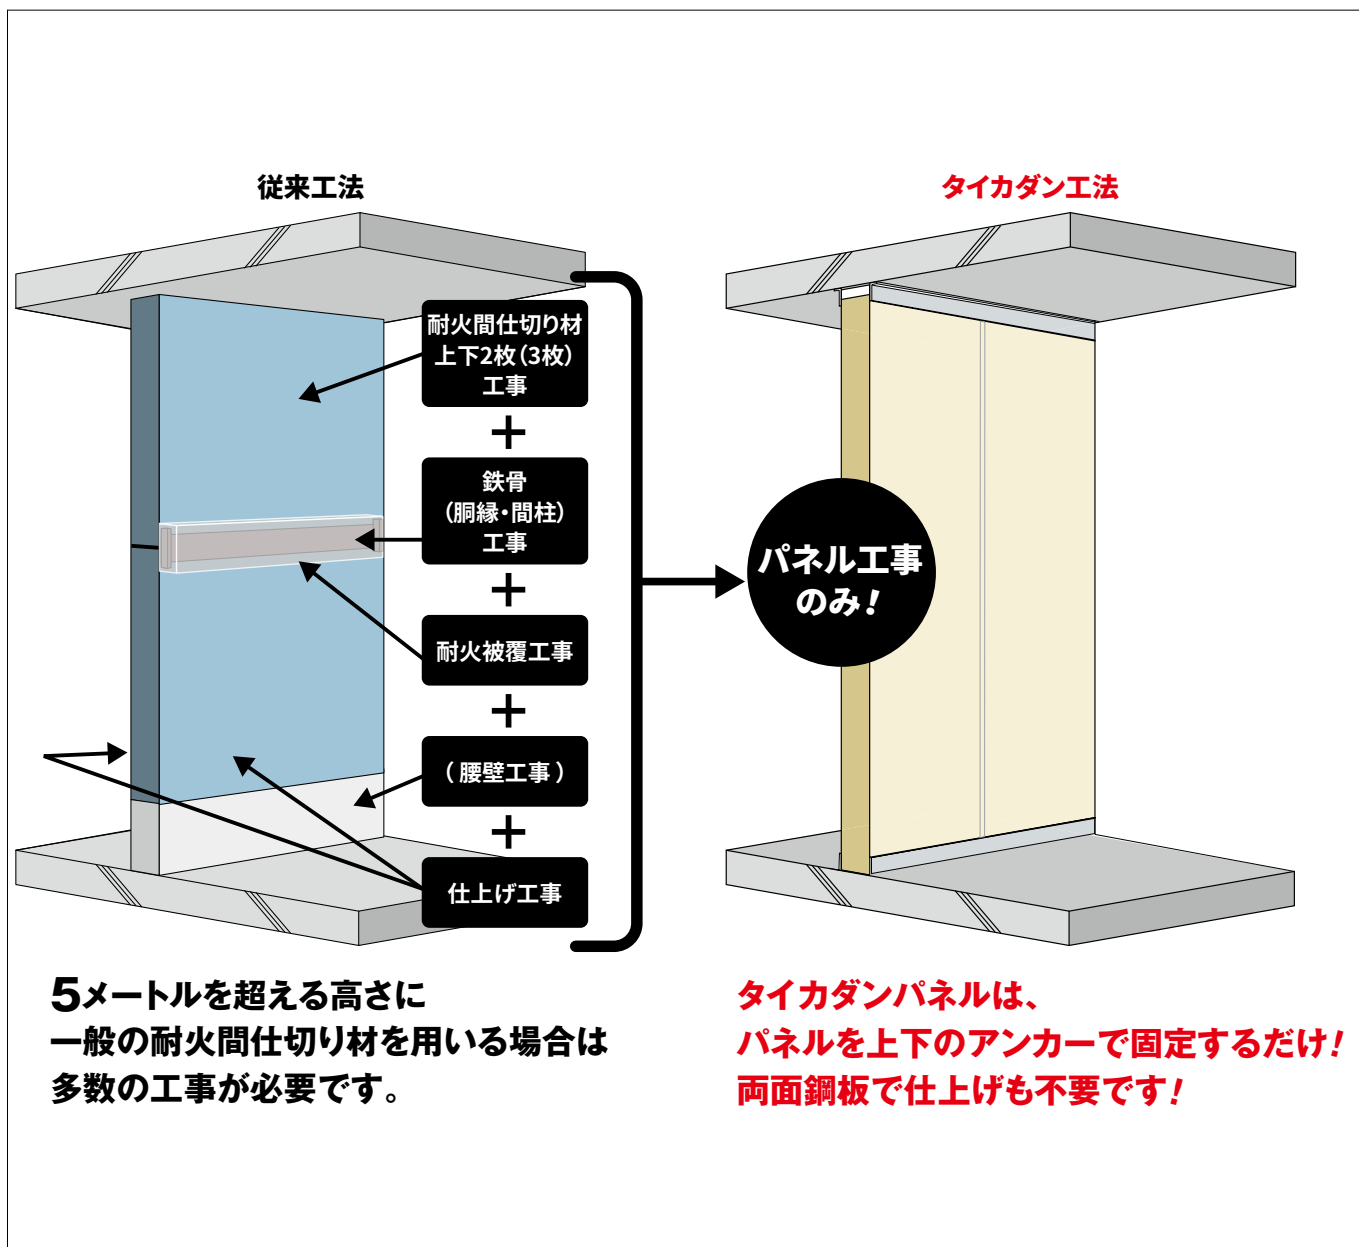 従来工法
耐火間仕切り材
上下2枚(3枚)
工事
+
鉄骨
(胴縁・間柱)
工事
+
耐火被覆工事
+
(腰壁工事)
+
仕上げ工事
5メートルを超える高さに
一般の耐火間仕切り材を用いる場合は
多数の工事が必要です。
タイカダン工法
パネル工事
のみ!
タイカダンパネルは、
パネルを上下のアンカーで固定するだけ!
両面鋼板で仕上げも不要です!